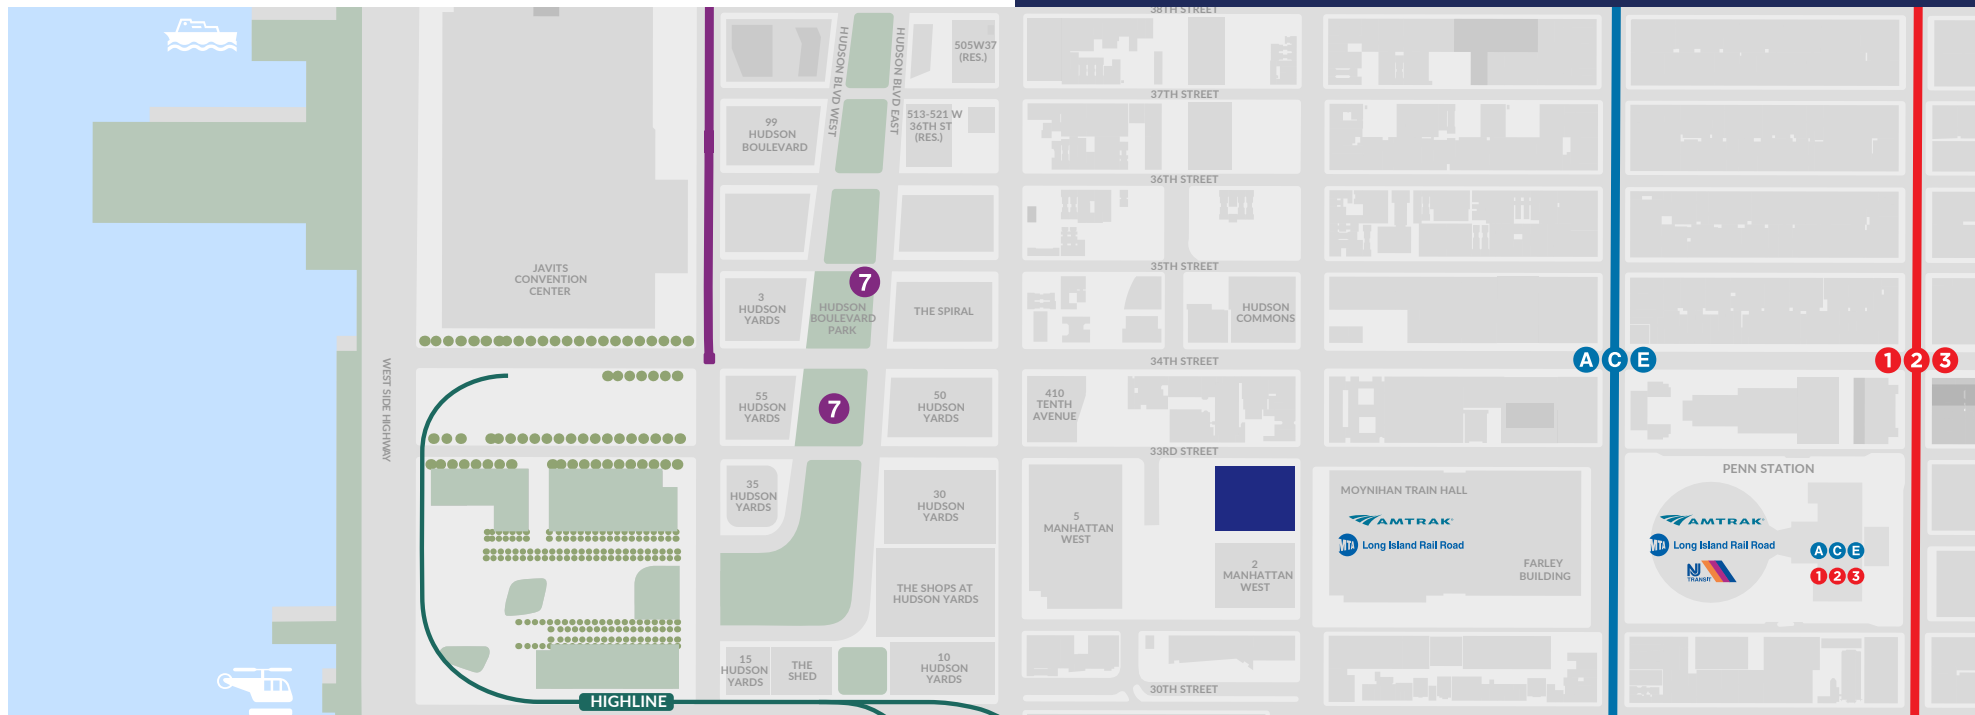 38TH STREET
HUDSON BLVD WEST
HUDSON BLVD EAST
505W37
(RES.)
37TH STREET
99
HUDSON
BOULEVARD
513-521 W
36TH ST
(RES.)
36TH STREET
JAVITS
CONVENTION
CENTER
7
35TH STREET
3
HUDSON
YARDS
HUDSON
BOULEVARD
PARK
THE SPIRAL
HUDSON
COMMONS
WEST SIDE HIGHWAY
34TH STREET
A C E
1 2 3
55
HUDSON
YARDS
7
50
HUDSON
YARDS
410
TENTH
AVENUE
33RD STREET
PENN STATION
35
HUDSON
YARDS
30
HUDSON
YARDS
5
MANHATTAN
WEST
MOYNIHAN TRAIN HALL
AMTRAK
MTA Long Island Rail Road
AMTRAK
MTA Long Island Rail Road
NJ
TRANSIT
A C E
1 2 3
2
MANHATTAN
WEST
FARLEY
BUILDING
THE SHOPS AT
HUDSON YARDS
15
HUDSON
YARDS
THE
SHED
10
HUDSON
YARDS
30TH STREET
HIGHLINE